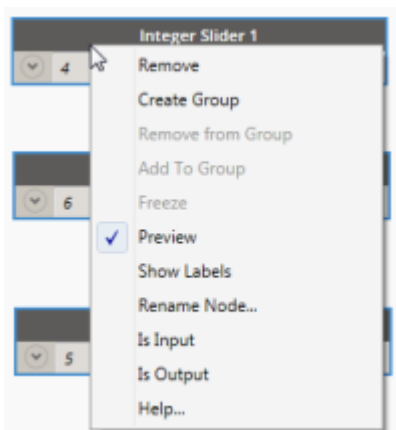 Integer Slider 1
4
Remove
Create Group
Remove from Group
Add To Group
6
Freeze
Preview
Show Labels
Rename Node...
Is Input
5
Is Output
Help...